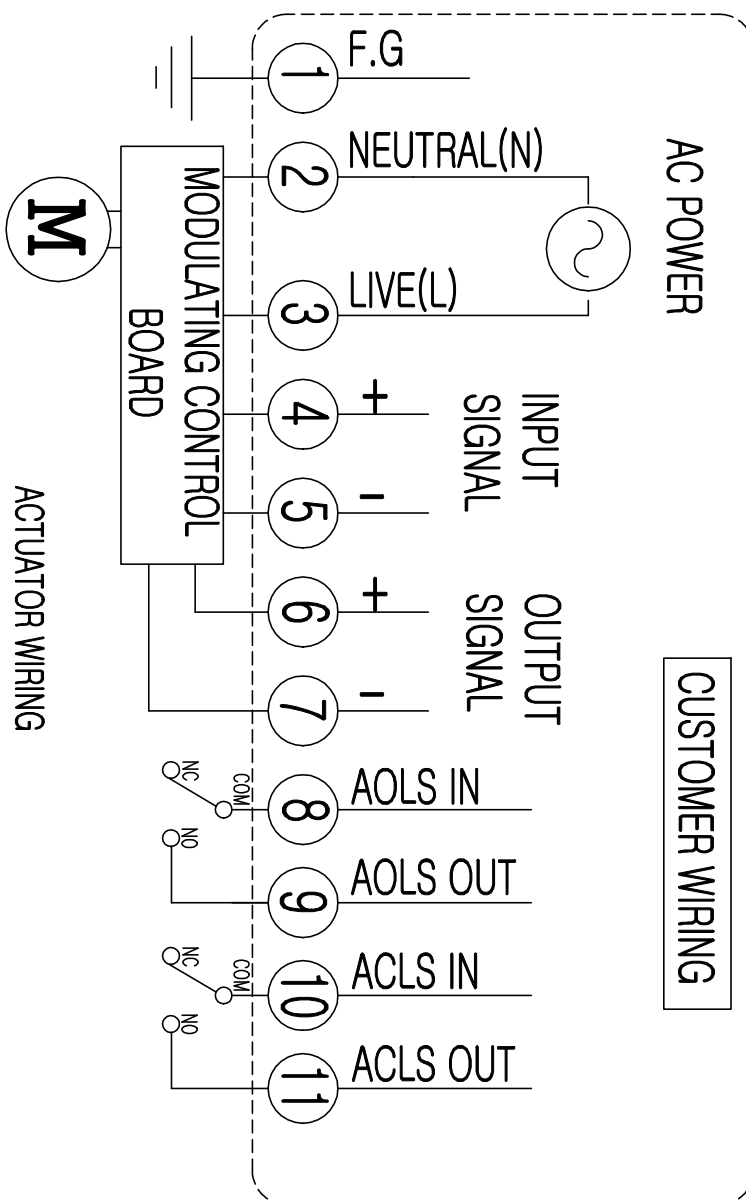 CUSTOMER WIRING
AC POWER
INPUT
SIGNAL
OUTPUT
SIGNAL
F.G
NEUTRAL(N)
LIVE(L)
+
-
+
-
AOLS IN
AOLS OUT
ACLS IN
ACLS OUT
1
2
3
4
5
6
7
8
9
10
11
COM
COM
NC
NO
NC
NO
MODULATING CONTROL
BOARD
M
ACTUATOR WIRING